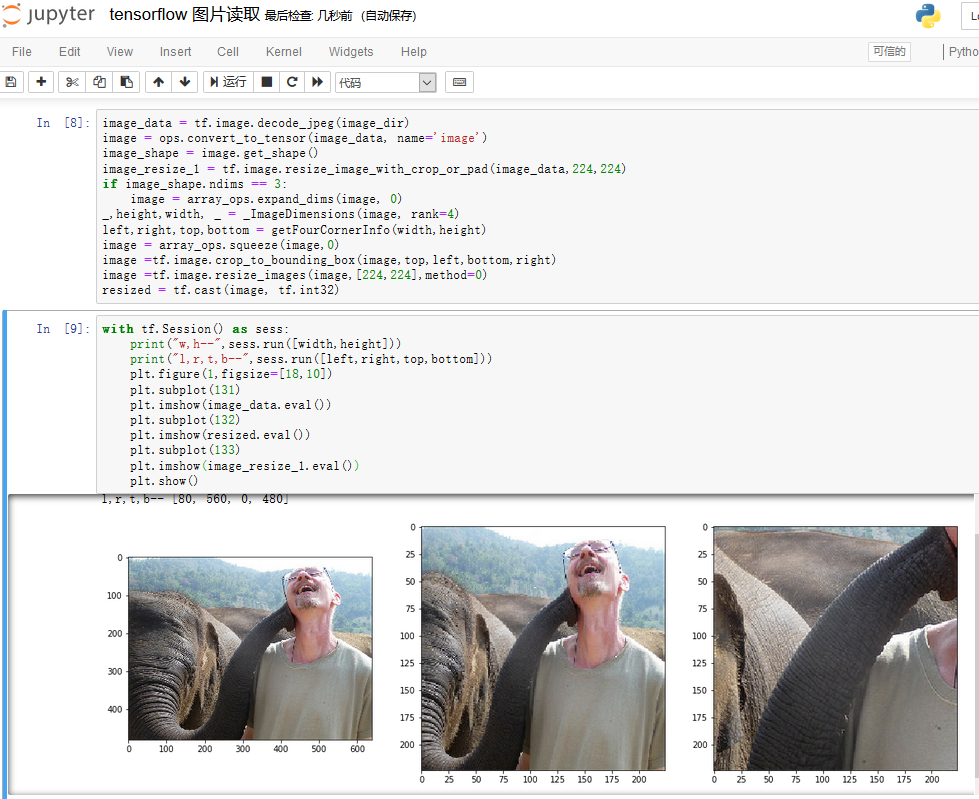 jupyter tensorflow 图片读取 最后检查: 几秒前 (自动保存)
File Edit View Insert Cell Kernel Widgets Help 可信的 Pytho
运行 代码
In [8]: image_data = tf.image.decode_jpeg(image_dir)
image = ops.convert_to_tensor(image_data, name='image')
image_shape = image.get_shape()
image_resize_1 = tf.image.resize_image_with_crop_or_pad(image_data,224,224)
if image_shape.ndims == 3:
    image = array_ops.expand_dims(image, 0)
_,height,width, _ = _ImageDimensions(image, rank=4)
left,right,top,bottom = getFourCornerInfo(width,height)
image = array_ops.squeeze(image,0)
image =tf.image.crop_to_bounding_box(image,top,left,bottom,right)
image =tf.image.resize_images(image,[224,224],method=0)
resized = tf.cast(image, tf.int32)
In [9]: with tf.Session() as sess:
    print("w,h--",sess.run([width,height]))
    print("l,r,t,b--",sess.run([left,right,top,bottom]))
    plt.figure(1,figsize=[18,10])
    plt.subplot(131)
    plt.imshow(image_data.eval())
    plt.subplot(132)
    plt.imshow(resized.eval())
    plt.subplot(133)
    plt.imshow(image_resize_1.eval())
    plt.show()
l,r,t,b-- [80, 560, 0, 480]
0
100
200
300
400
0 100 200 300 400 500 600
0
25
50
75
100
125
150
175
200
0 25 50 75 100 125 150 175 200
0
25
50
75
100
125
150
175
200
0 25 50 75 100 125 150 175 200